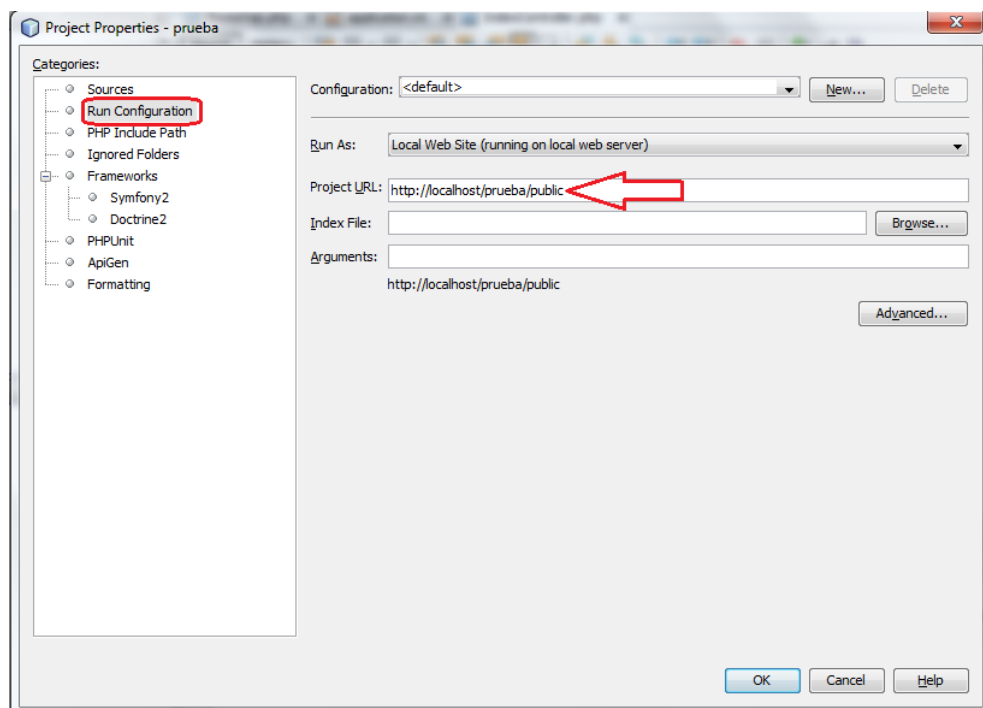 Project Properties - prueba
Categories:
Sources
Run Configuration
PHP Include Path
Ignored Folders
Frameworks
Symfony2
Doctrine2
PHPUnit
ApiGen
Formatting
Configuration: <default> New... Delete
Run As: Local Web Site (running on local web server)
Project URL: http://localhost/prueba/public
Index File: Browse...
Arguments:
http://localhost/prueba/public
Advanced...
OK Cancel Help